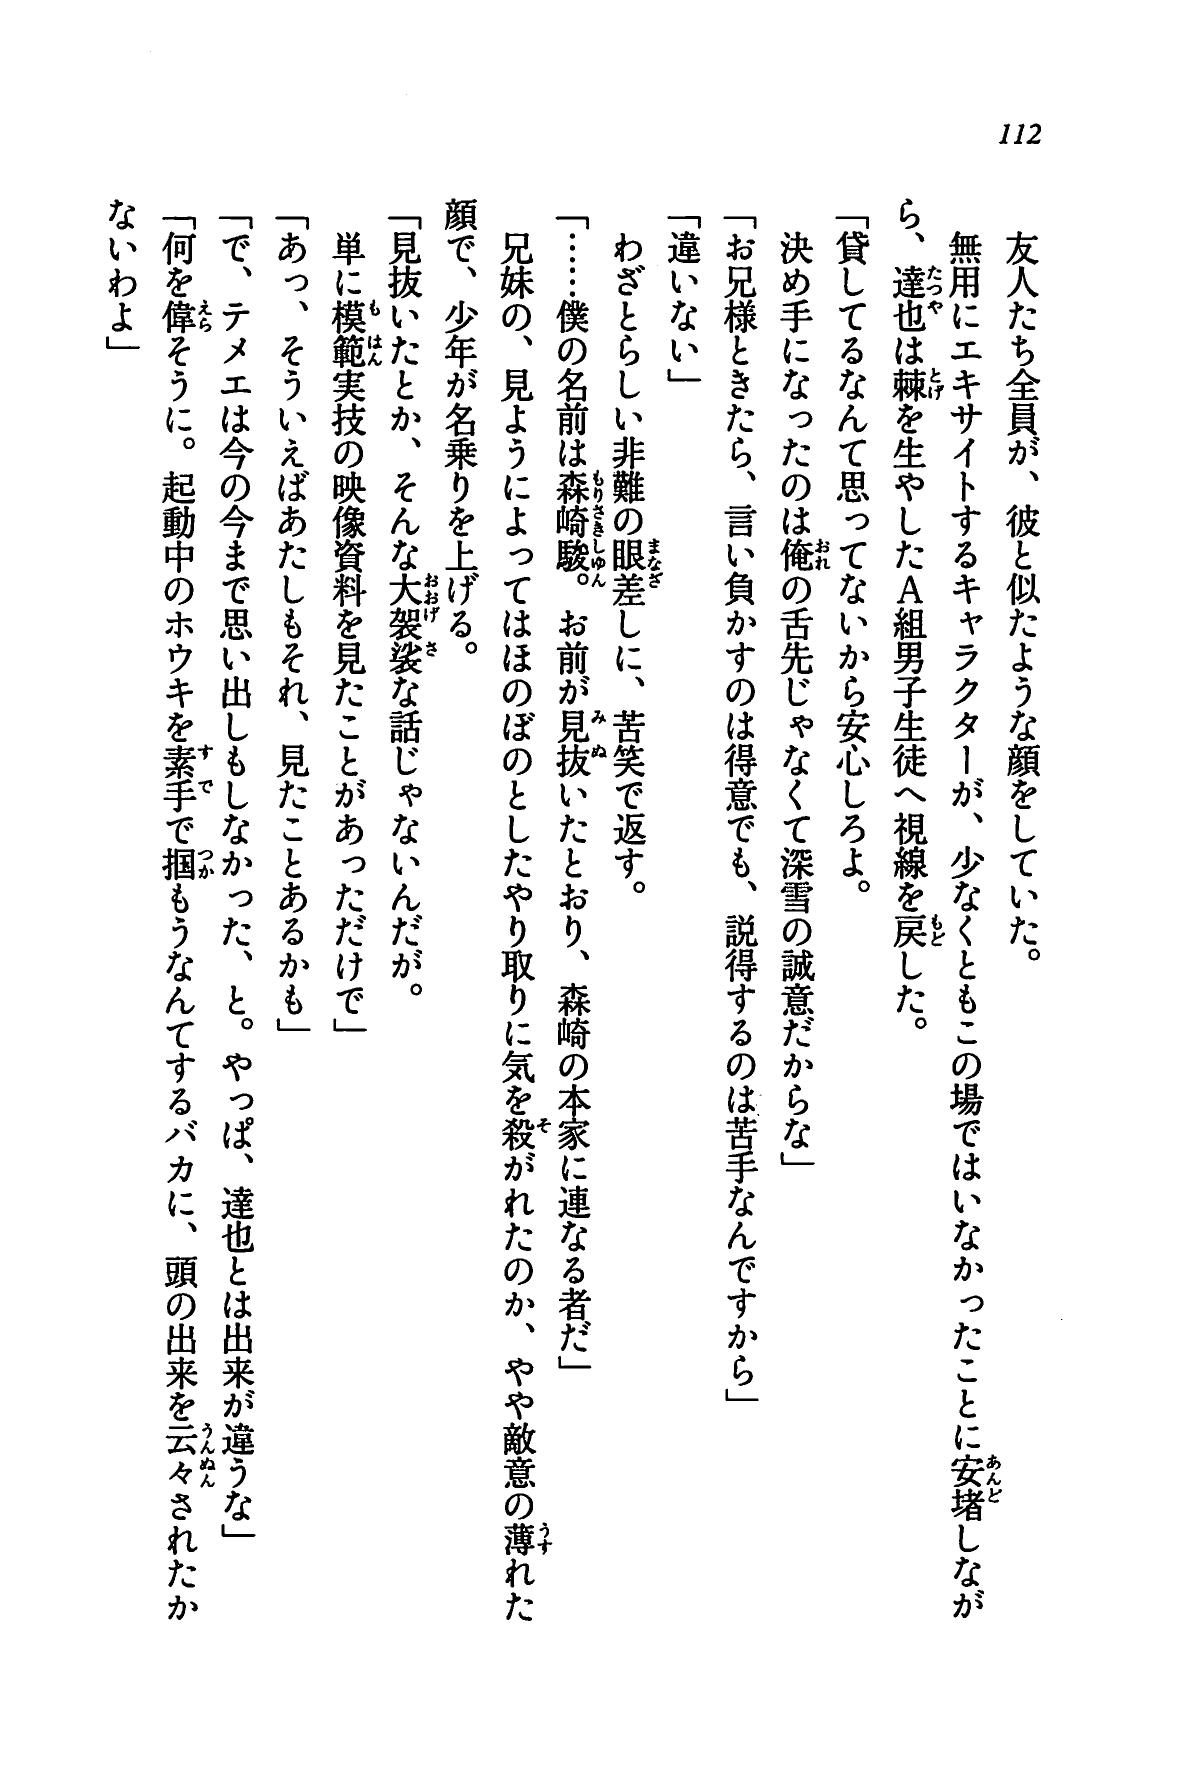 112
友人たち全員が、彼と似たような顔をしていた。
無用にエキサイトするキャラクターが、少なくともこの場ではいなかったことに安堵しなが
ら、達也は棘を生やしたA組男子生徒へ視線を戻した。
「貸してるなんて思ってないから安心しろよ。
決め手になったのは俺の舌先じゃなくて深雪の誠意だからな」
「お兄様ときたら、言い負かすのは得意でも、説得するのは苦手なんですから」
「違いない」
わざとらしい非難の眼差しに、苦笑で返す。
「……僕の名前は森崎駿。お前が見抜いたとおり、森崎の本家に連なる者だ」
兄妹の、見ようによってはほのぼのとしたやり取りに気を殺がれたのか、やや敵意の薄れた
顔で、少年が名乗りを上げる。
「見抜いたとか、そんな大袈裟な話じゃないんだが。
単に模範実技の映像資料を見たことがあっただけで」
「あっ、そういえばあたしもそれ、見たことあるかも」
「で、テメエは今の今まで思い出しもしなかった、と。やっぱ、達也とは出来が違うな」
「何を偉そうに。起動中のホウキを素手で掴もうなんてするバカに、頭の出来を云々されたか
ないわよ」